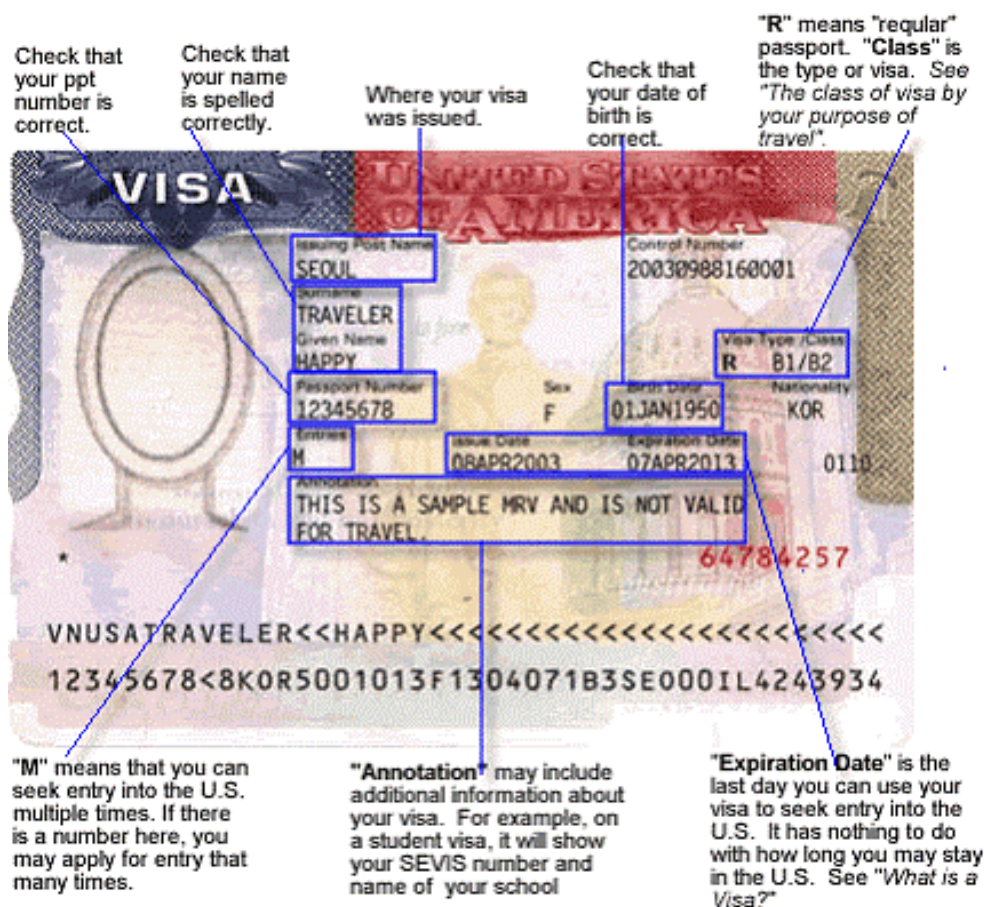 "R" means "reqular"
passport. "Class" is
the type or visa. See
"The class of visa by
your purpose of
travel".
Check that
your ppt
number is
correct.
Check that
your name
is spelled
correctly.
Where your visa
was issued.
Check that
your date of
birth is
correct.
VISA
UNITED STATES
OF AMERICA
Issuing Post Name
SEOUL
Control Number
20030988160001
Surname
TRAVELER
Given Name
HAPPY
Visa Type /Class
R B1/B2
Passport Number
12345678
Sex
F
Birth Date
01JAN1950
Nationality
KOR
Entries
M
Issue Date
08APR2003
Expiration Date
07APR2013
0110
Annotation
THIS IS A SAMPLE MRV AND IS NOT VALID
FOR TRAVEL.
*
64784257
VNUSATRAVELER<<HAPPY<<<<<<<<<<<<<<<<<<<<<<<<
12345678<8KOR5001013F1304071B3SE000IL4243934
"M" means that you can
seek entry into the U.S.
multiple times. If there
is a number here, you
may apply for entry that
many times.
"Annotation" may include
additional information about
your visa. For example, on
a student visa, it will show
your SEVIS number and
name of your school
"Expiration Date" is the
last day you can use your
visa to seek entry into the
U.S. It has nothing to do
with how long you may stay
in the U.S. See "What is a
Visa?"